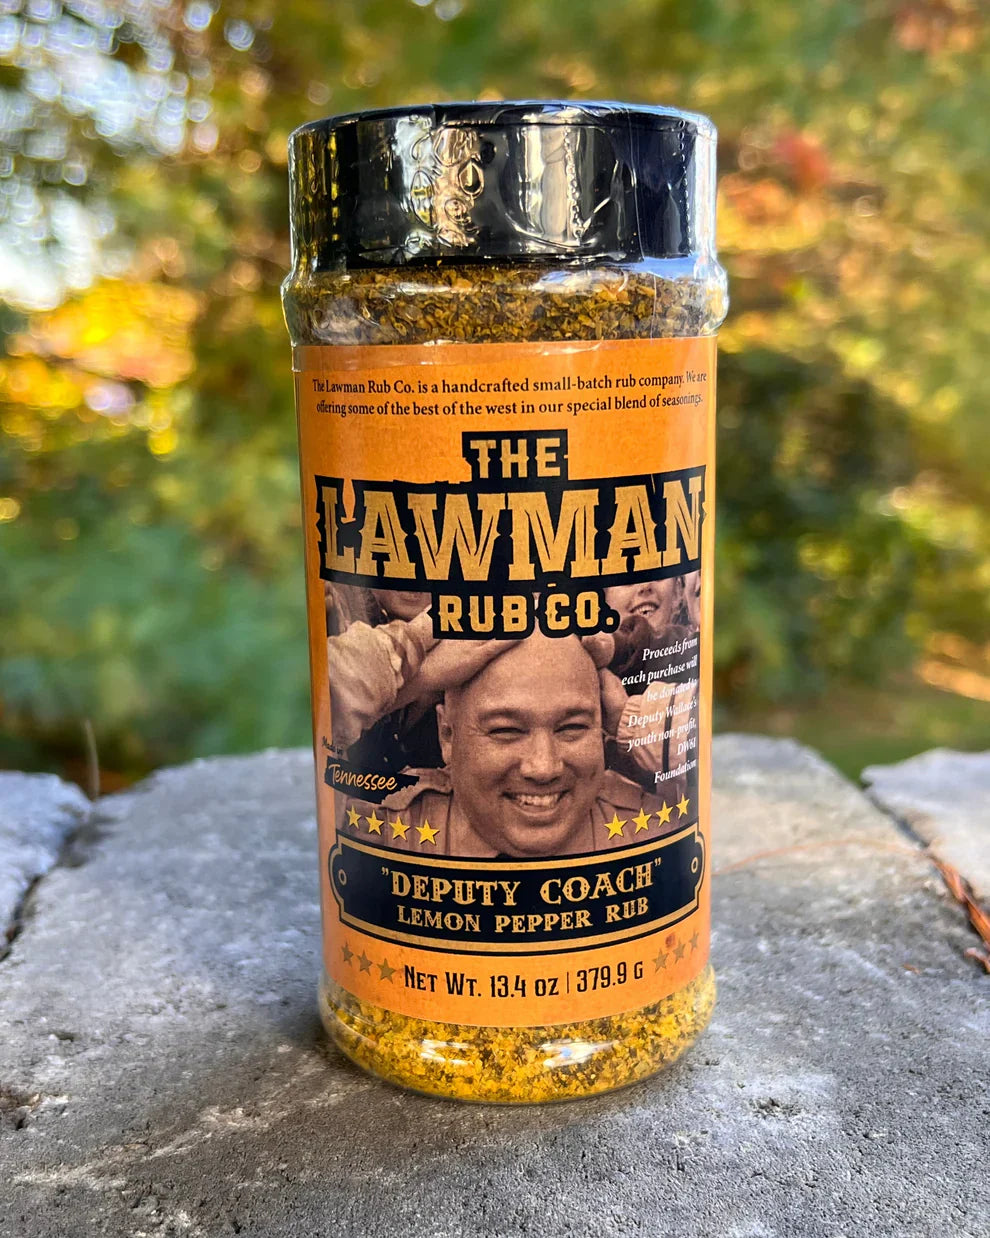 The Lawman Rub Co. is a handcrafted small-batch rub company. We are
offering some of the best of the west in our special blend of seasonings.
THE
LAWMAN
RUB CO.
Proceeds from
each purchase will
be donated to
Deputy Wallace's
youth non-profit,
DW61
Foundation
Made in
Tennessee
"DEPUTY COACH"
LEMON PEPPER RUB
NET WT. 13.4 OZ | 379.9 G